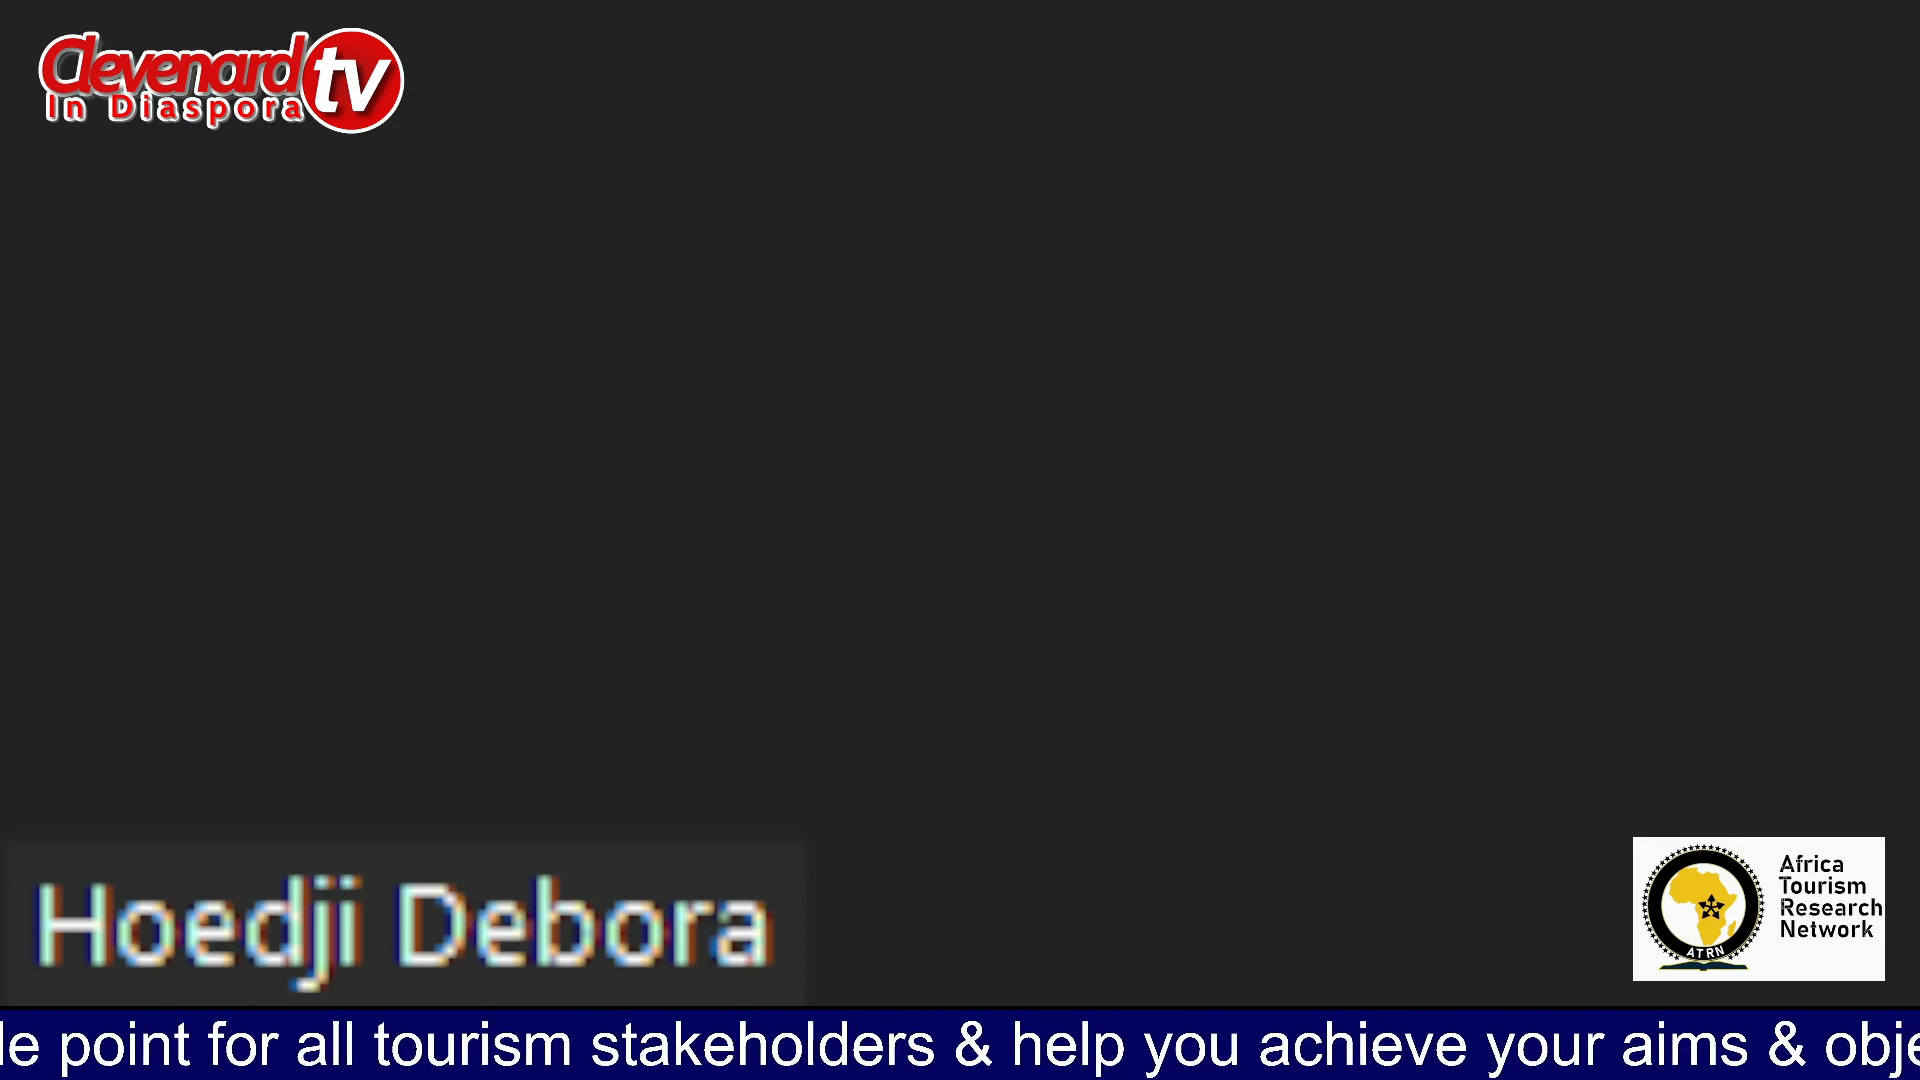 Clevenard tv
In Diaspora
Hoedji Debora
Africa
Tourism
Research
Network
ATRN
le point for all tourism stakeholders & help you achieve your aims & obje